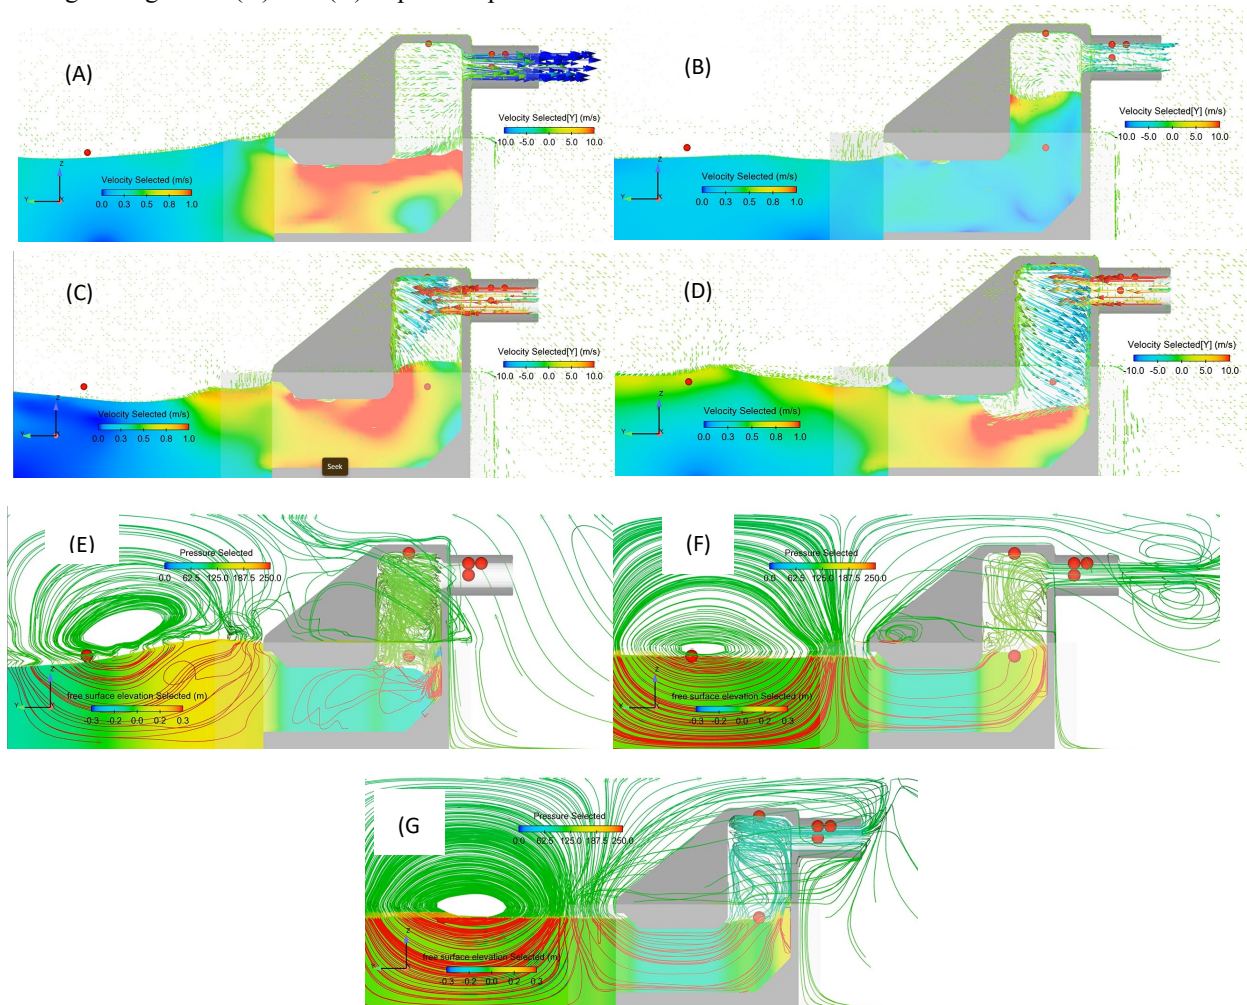 (A)
Velocity Selected[Y] (m/s)
-10.0 -5.0 0.0 5.0 10.0
Z
Velocity Selected (m/s)
0.0 0.3 0.5 0.8 1.0
Y
X
(B)
Velocity Selected[Y] (m/s)
-10.0 -5.0 0.0 5.0 10.0
Z
Velocity Selected (m/s)
0.0 0.3 0.5 0.8 1.0
Y
X
(C)
Velocity Selected[Y] (m/s)
-10.0 -5.0 0.0 5.0 10.0
Z
Velocity Selected (m/s)
0.0 0.3 0.5 0.8 1.0
Y
X
Seek
(D)
Velocity Selected[Y] (m/s)
-10.0 -5.0 0.0 5.0 10.0
Z
Velocity Selected (m/s)
0.0 0.3 0.5 0.8 1.0
Y
X
(E)
Pressure Selected
0.0 62.5 125.0 187.5 250.0
Z
free surface elevation Selected (m)
-0.3 -0.2 0.0 0.2 0.3
Y
(F)
Pressure Selected
0.0 62.5 125.0 187.5 250.0
Z
free surface elevation Selected (m)
-0.3 -0.2 0.0 0.2 0.3
(G
Pressure Selected
0.0 62.5 125.0 187.5 250.0
Z
free surface elevation Selected (m)
-0.3 -0.2 0.0 0.2 0.3